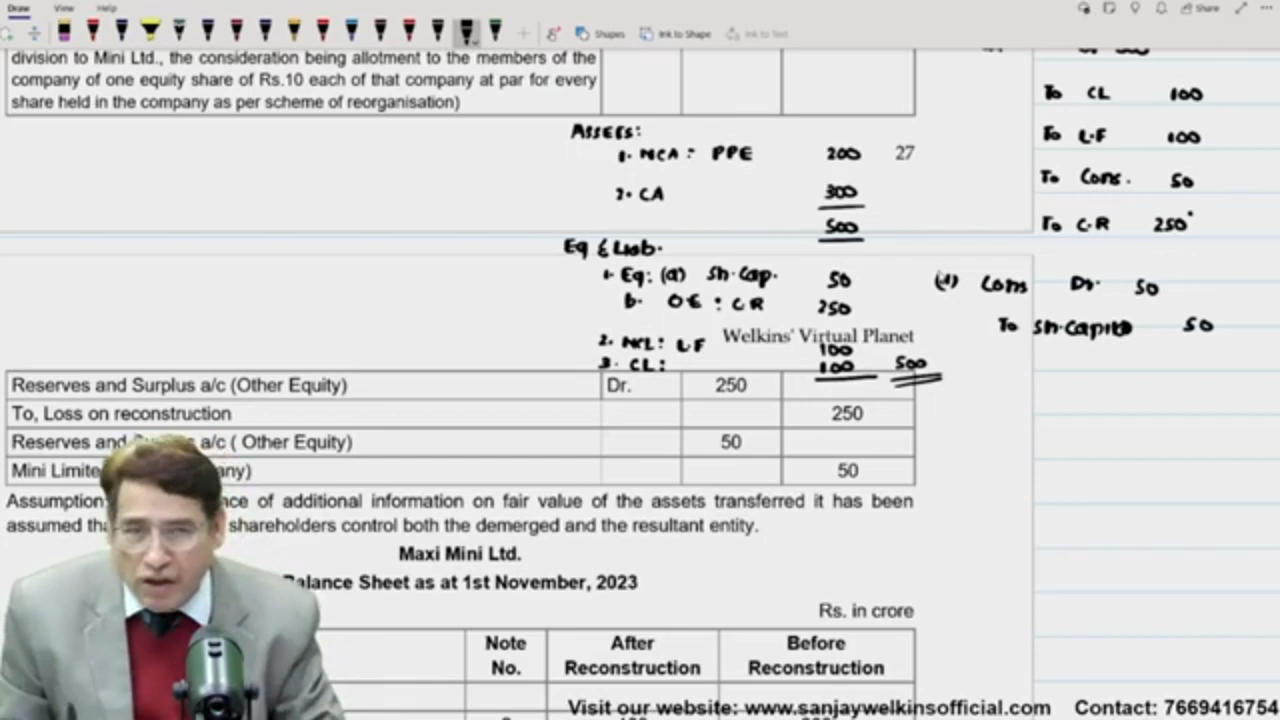 Draw View Help
Share
Shapes Ink to Shape Ink to Text
division to Mini Ltd., the consideration being allotment to the members of the
company of one equity share of Rs.10 each of that company at par for every
share held in the company as per scheme of reorganisation)
To CL 100
To L.F 100
To Cons. 50
To C.R 250
Assets:
1. NCA: PPE 200 27
2. CA 300
500
Eq & Liab.
1. Eq: (a) Sh.Cap. 50
b. OE: CR 250
2. NCL: L.F 100
3. CL: 100 500
Cons Dr. 50
To Sh.Capital 50
Welkins' Virtual Planet
Reserves and Surplus a/c (Other Equity) Dr. 250
To, Loss on reconstruction 250
Reserves and a/c ( Other Equity) 50
Mini 50
of additional information on fair value of the assets transferred it has been
assumed shareholders control both the demerged and the resultant entity.
Maxi Mini Ltd.
Balance Sheet as at 1st November, 2023
Rs. in crore
Note No. After Reconstruction Before Reconstruction
Visit our website: www.sanjaywelkinsofficial.com Contact: 7669416754